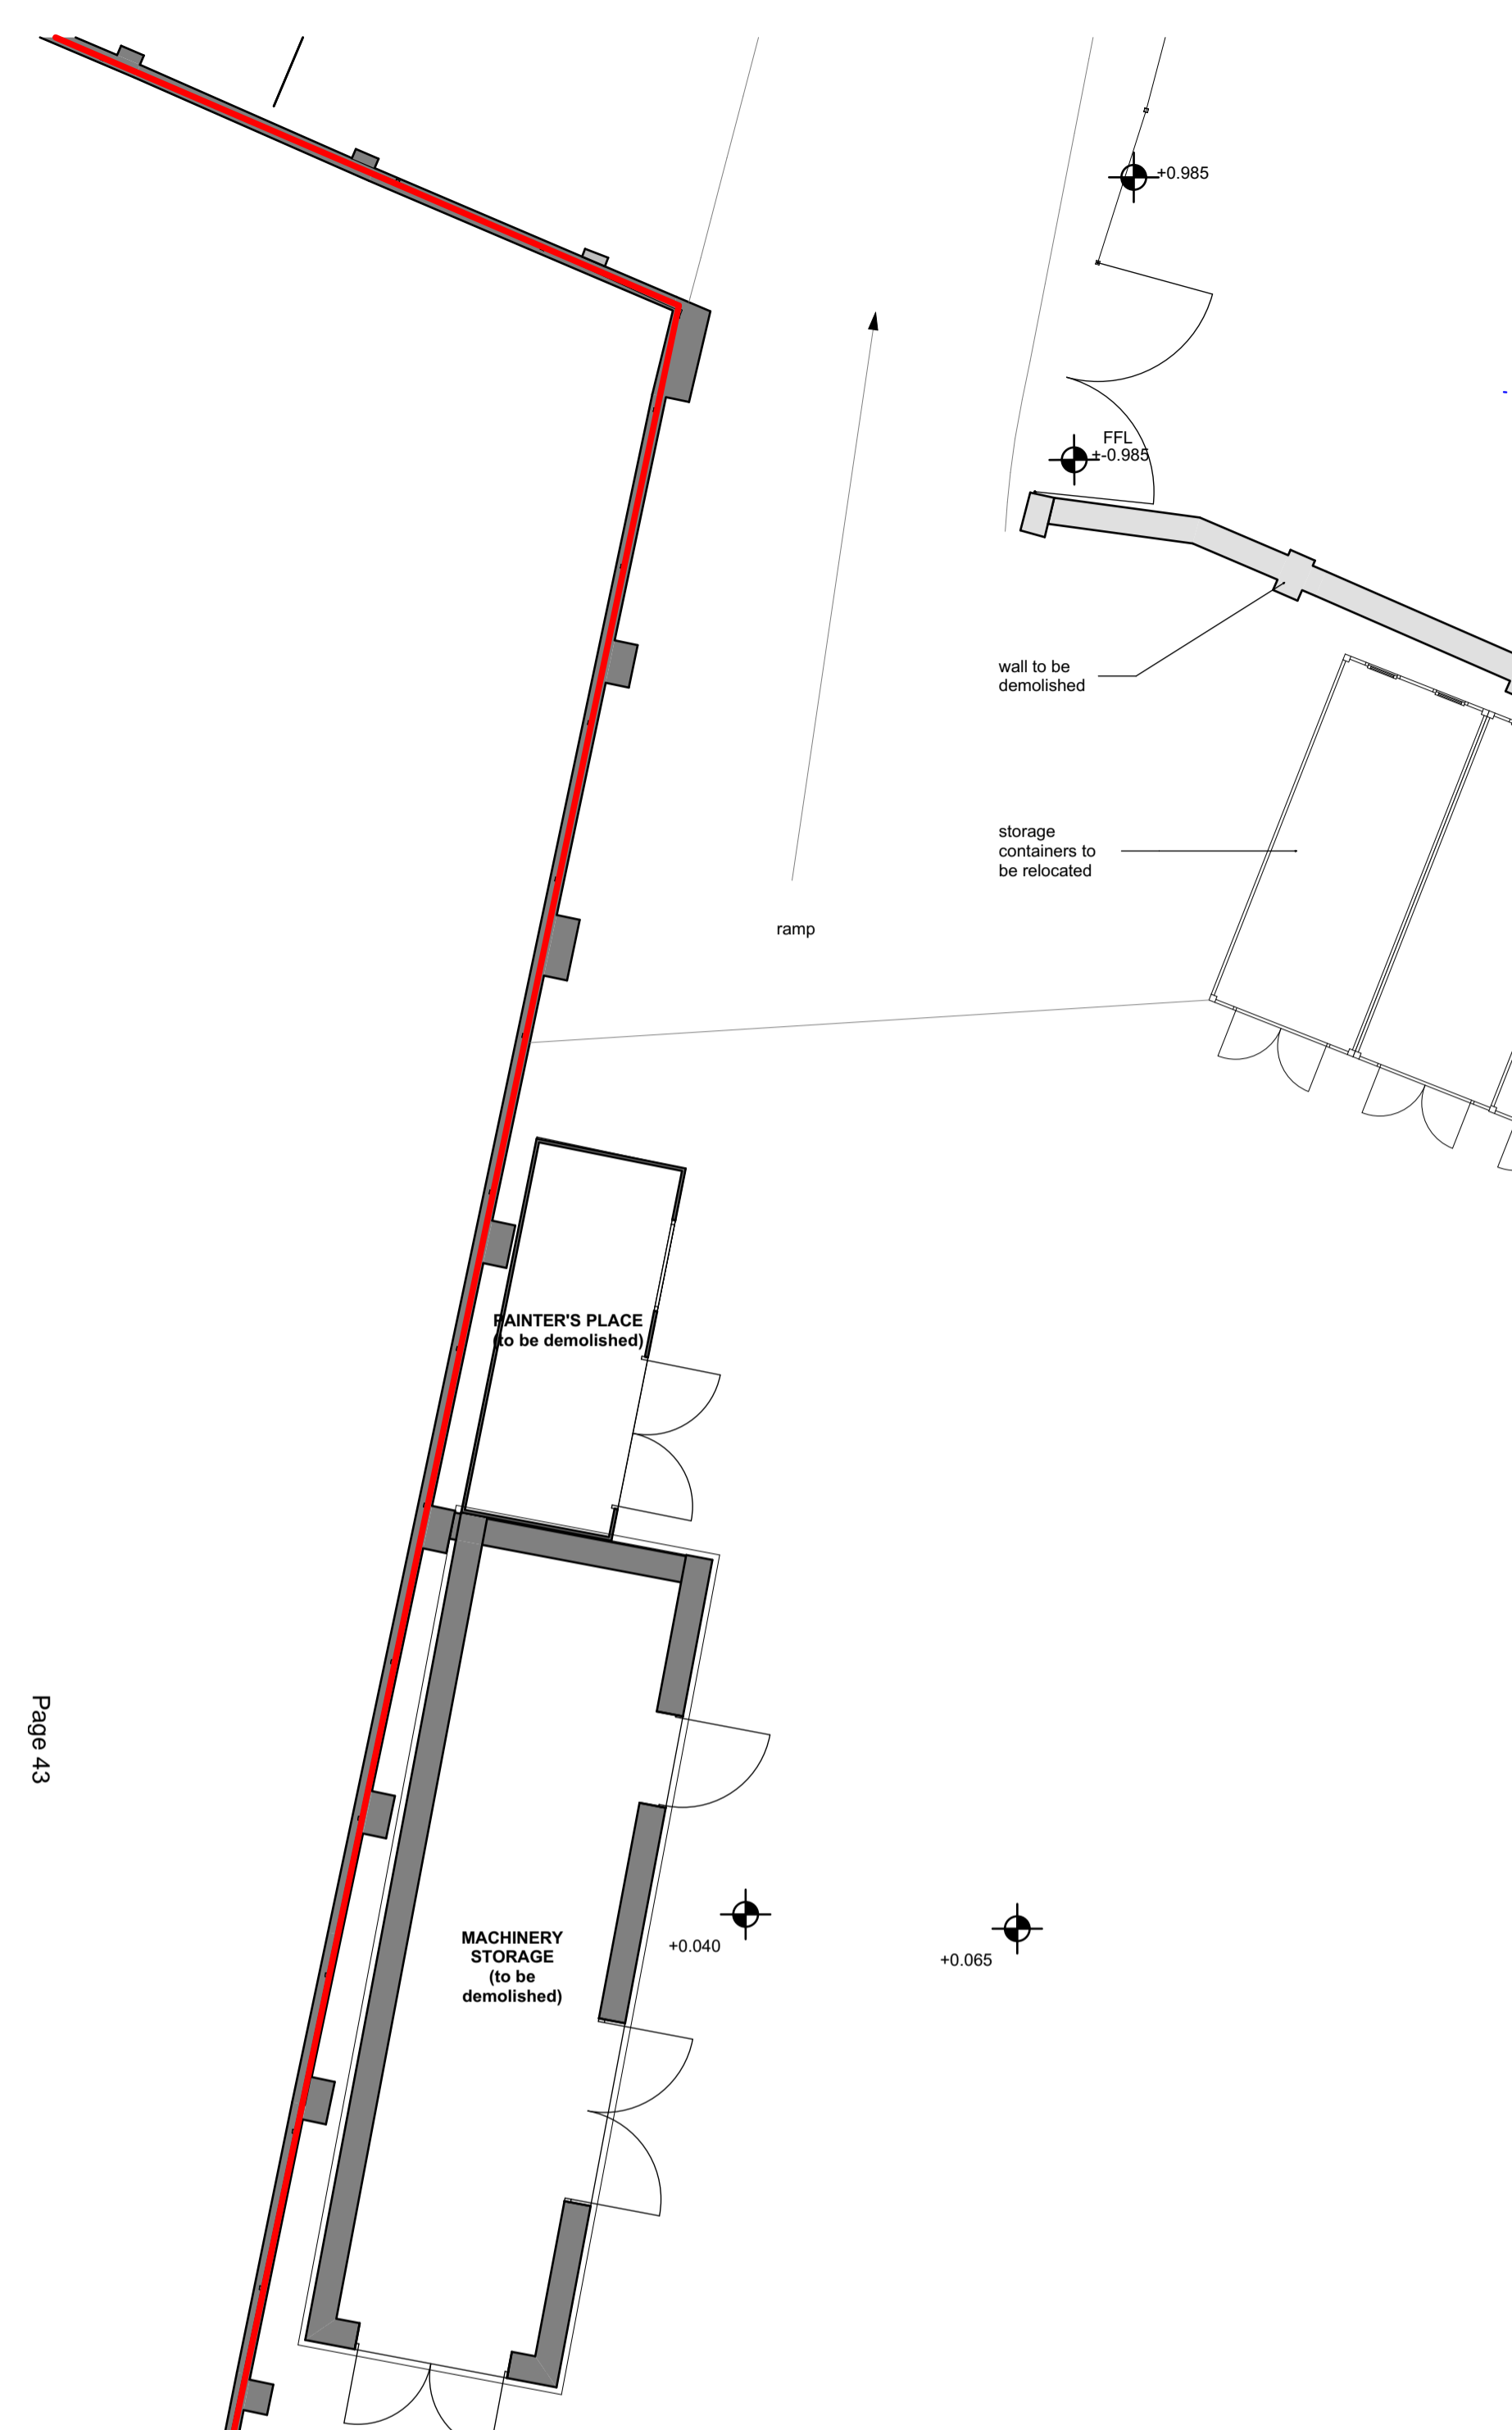 +0.985
FFL
+-0.985
wall to be
demolished
storage
containers to
be relocated
ramp
PAINTER'S PLACE
(to be demolished)
Page 43
MACHINERY
STORAGE
(to be
demolished)
+0.040
+0.065